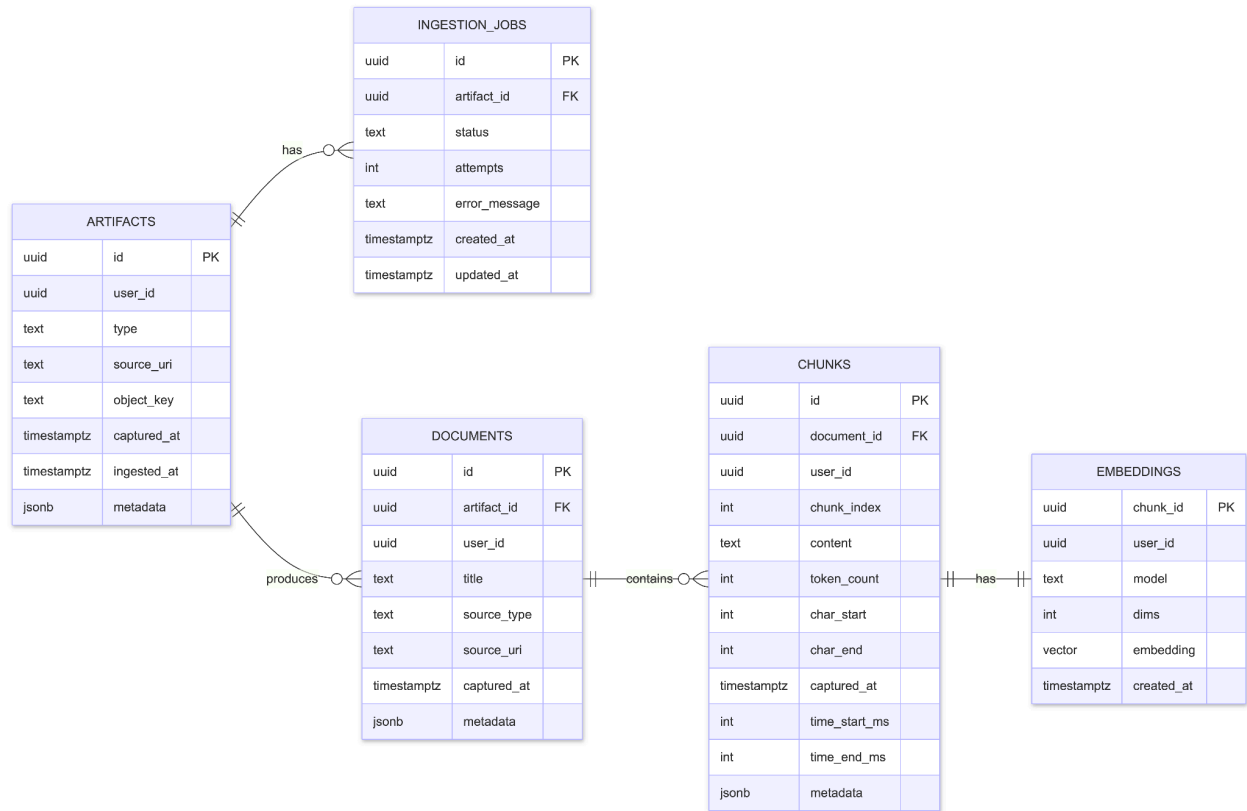 INGESTION_JOBS
uuid id PK
uuid artifact_id FK
text status
int attempts
text error_message
timestamptz created_at
timestamptz updated_at
has
ARTIFACTS
uuid id PK
uuid user_id
text type
text source_uri
text object_key
timestamptz captured_at
timestamptz ingested_at
jsonb metadata
produces
DOCUMENTS
uuid id PK
uuid artifact_id FK
uuid user_id
text title
text source_type
text source_uri
timestamptz captured_at
jsonb metadata
contains
CHUNKS
uuid id PK
uuid document_id FK
uuid user_id
int chunk_index
text content
int token_count
int char_start
int char_end
timestamptz captured_at
int time_start_ms
int time_end_ms
jsonb metadata
has
EMBEDDINGS
uuid chunk_id PK
uuid user_id
text model
int dims
vector embedding
timestamptz created_at